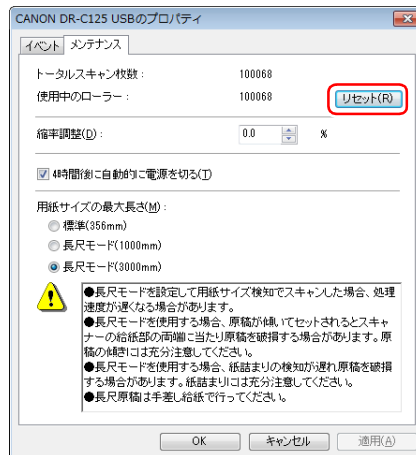 CANON DR-C125 USBのプロパティ
イベント メンテナンス
トータルスキャン枚数: 100068
使用中のローラー: 100068 リセット(R)
縮率調整(D): 0.0 %
4時間後に自動的に電源を切る(T)
用紙サイズの最大長さ(M):
標準(356mm)
長尺モード(1000mm)
長尺モード(3000mm)
●長尺モードを設定して用紙サイズ検知でスキャンした場合、処理
速度が遅くなる場合があります。
●長尺モードを使用する場合、原稿が傾いてセットされるとスキャ
ナーの給紙部の両端に当たり原稿を破損する場合があります。原
稿の傾きには充分注意してください。
●長尺モードを使用する場合、紙詰まりの検知が遅れ原稿を破損
する場合があります。紙詰まりには充分注意してください。
●長尺原稿は手差し給紙で行ってください。
OK キャンセル 適用(A)